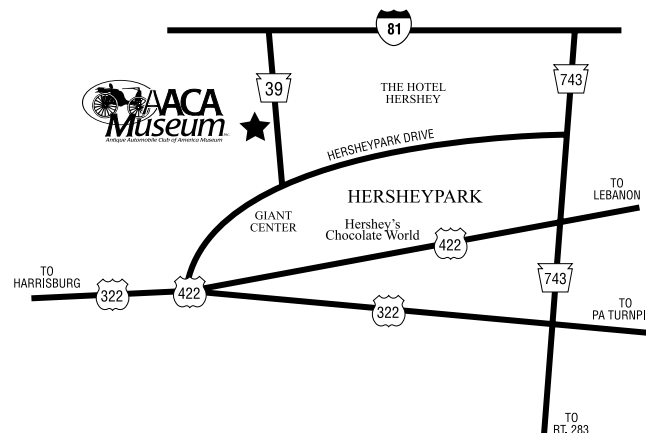 81
39
743
THE HOTEL
HERSHEY
AACA
Museum
Antique Automobile Club of America Museum
HERSHEYPARK DRIVE
HERSHEYPARK
TO
LEBANON
GIANT
CENTER
Hershey's
Chocolate World
422
TO
HARRISBURG
322
422
743
322
TO
PA TURNPI
TO
RT. 283